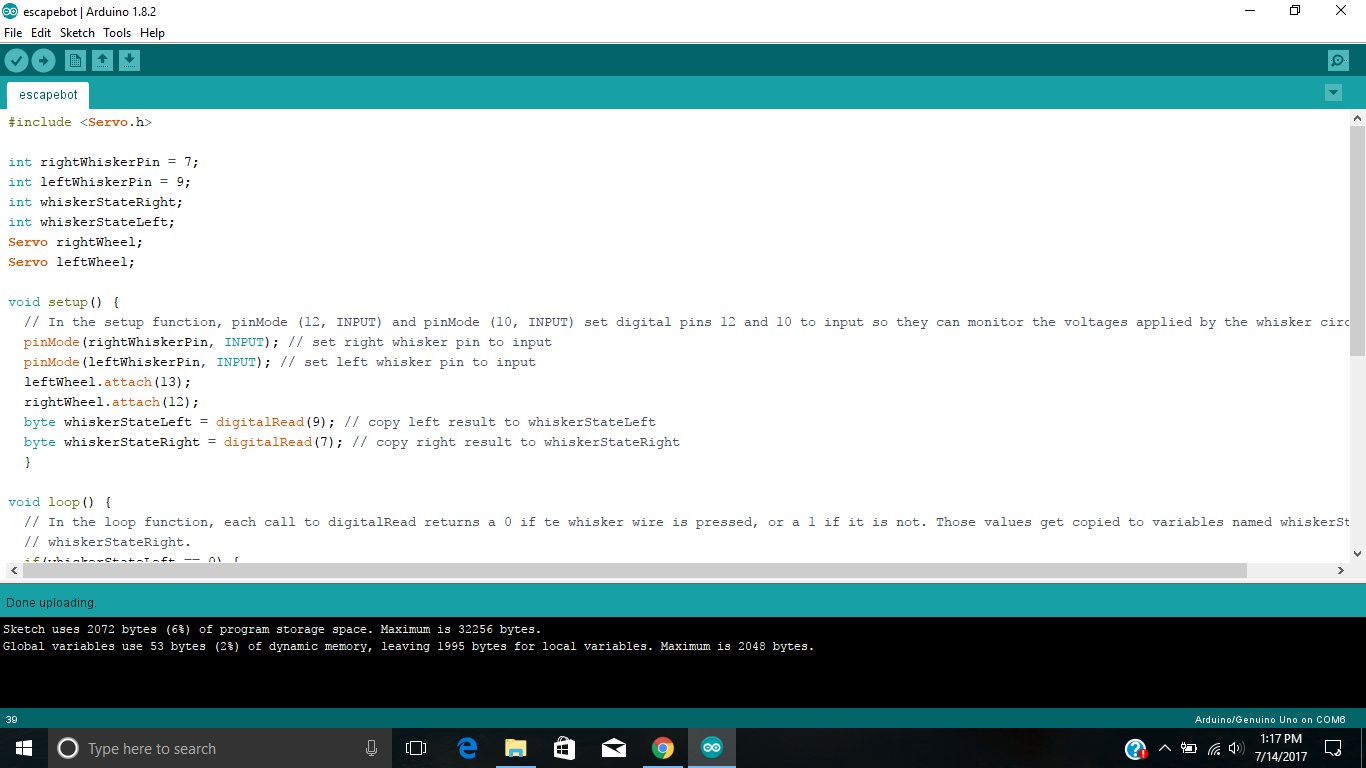 escapebot | Arduino 1.8.2
File Edit Sketch Tools Help
escapebot
#include <Servo.h>
int rightWhiskerPin = 7;
int leftWhiskerPin = 9;
int whiskerStateRight;
int whiskerStateLeft;
Servo rightWheel;
Servo leftWheel;
void setup() {
// In the setup function, pinMode (12, INPUT) and pinMode (10, INPUT) set digital pins 12 and 10 to input so they can monitor the voltages applied by the whisker circ
pinMode(rightWhiskerPin, INPUT); // set right whisker pin to input
pinMode(leftWhiskerPin, INPUT); // set left whisker pin to input
leftWheel.attach(13);
rightWheel.attach(12);
byte whiskerStateLeft = digitalRead(9); // copy left result to whiskerStateLeft
byte whiskerStateRight = digitalRead(7); // copy right result to whiskerStateRight
}
void loop() {
// In the loop function, each call to digitalRead returns a 0 if te whisker wire is pressed, or a 1 if it is not. Those values get copied to variables named whiskerSt
// whiskerStateRight.
if(whiskerStateLeft == 0) {
Done uploading.
Sketch uses 2072 bytes (6%) of program storage space. Maximum is 32256 bytes.
Global variables use 53 bytes (2%) of dynamic memory, leaving 1995 bytes for local variables. Maximum is 2048 bytes.
39 Arduino/Genuino Uno on COM6
Type here to search
1:17 PM
7/14/2017